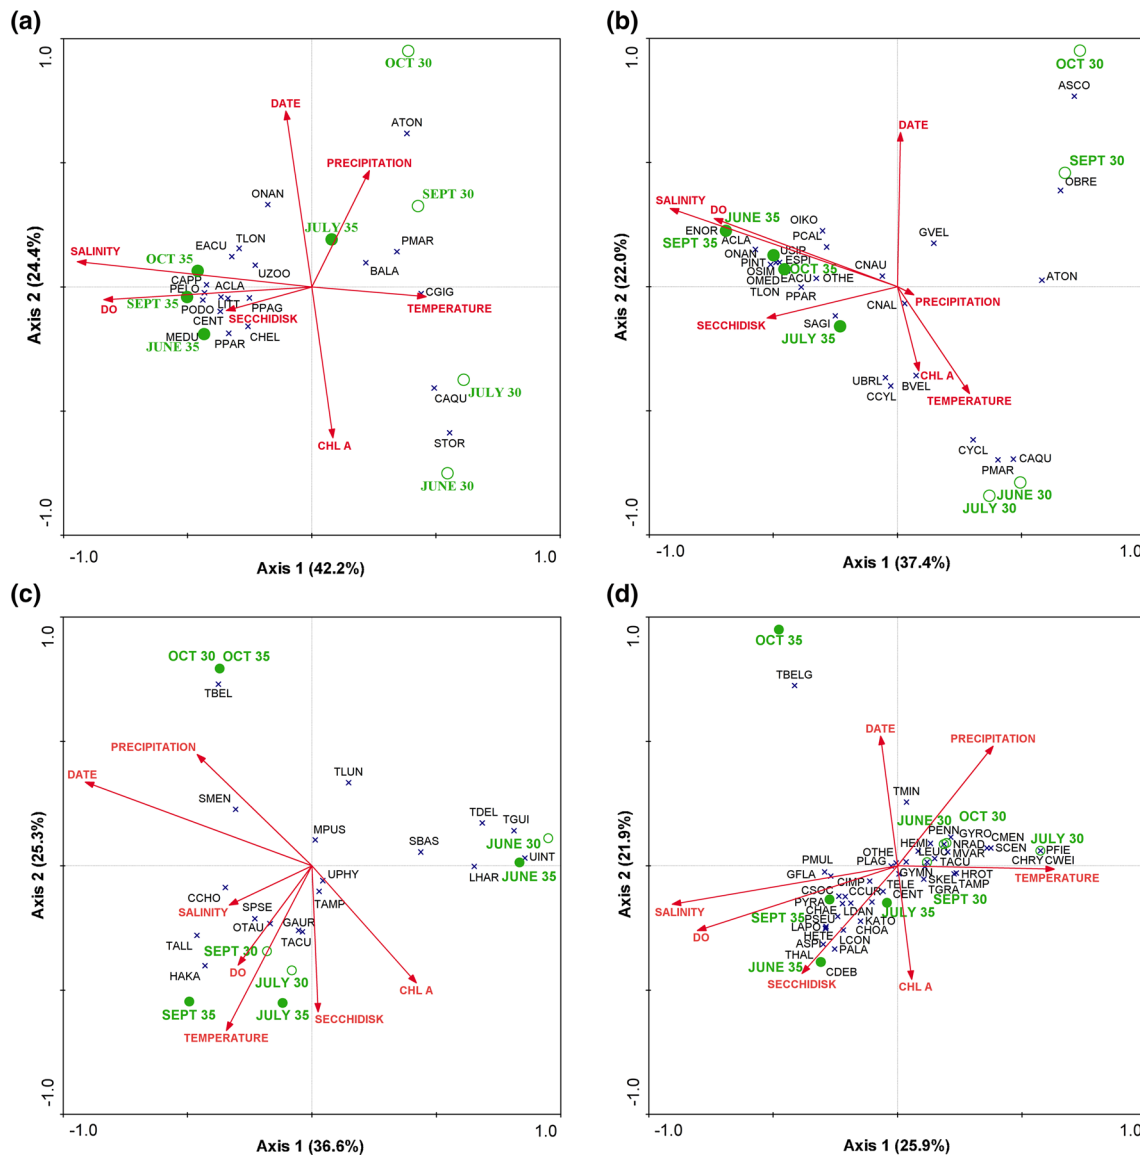 (a)
1.0
OCT 30
DATE
ATON
PRECIPITATION
ONAN
SEPT 30
JULY 35
TLON
EACU
PMAR
SALINITY
OCT 35
UZOO
BALA
CAPP
PELO
ACLA
CGIG
DO
SEPT 35
LITT
PPAG
TEMPERATURE
PODO
SECCHIDISK
CENT
MEDU
CHEL
JUNE 35
PPAR
JULY 30
CAQU
CHL A
STOR
JUNE 30
Axis 2 (24.4%)
-1.0
-1.0
1.0
Axis 1 (42.2%)
(b)
1.0
OCT 30
ASCO
DATE
SEPT 30
OBRE
SALINITY
DO
JUNE 35
OIKO
ENOR
PCAL
GVEL
SEPT 35
ACLA
USIP
ONAN
ESPI
PINT
CNAU
OSIM
OCT 35
ATON
OMED
EACU
OTHE
TLON
PPAR
PRECIPITATION
CNAL
SECCHIDISK
SAGI
JULY 35
CHL A
UBRL
BVEL
CCYL
TEMPERATURE
CYCL
CAQU
PMAR
JUNE 30
JULY 30
Axis 2 (22.0%)
-1.0
-1.0
1.0
Axis 1 (37.4%)
(c)
1.0
OCT 30 OCT 35
TBEL
PRECIPITATION
DATE
TLUN
SMEN
TDEL
TGUI
MPUS
SBAS
JUNE 30
UINT
LHAR
JUNE 35
UPHY
CCHO
TAMP
SALINITY
SPSE
OTAU
GAUR
TALL
TACU
SEPT 30
DO
HAKA
JULY 30
CHL A
SEPT 35
JULY 35
SECCHIDISK
TEMPERATURE
Axis 2 (25.3%)
-1.0
-1.0
1.0
Axis 1 (36.6%)
(d)
1.0
OCT 35
TBELG
DATE
PRECIPITATION
TMIN
JUNE 30
OCT 30
PENN
GYRO
HEMI
NRAD
CMEN
JULY 30
SCEN
OTHE
LEUC
MVAR
PFIE
PMUL
PLAG
TACU
CHRY
CWEI
GFLA
GYMN
HROT
TEMPERATURE
CIMP
SKEL
TAMP
CSOC
CCUR
TELE
TGRA
SALINITY
PYRA
CENT
SEPT 30
CHAE
LDAN
JULY 35
SEPT 35
PSEU
KATO
DO
LAPO
CHOA
HETE
LCON
ASPI
PALA
THAL
JUNE 35
CDEB
SECCHIDISK
CHL A
Axis 2 (21.9%)
-1.0
-1.0
1.0
Axis 1 (25.9%)